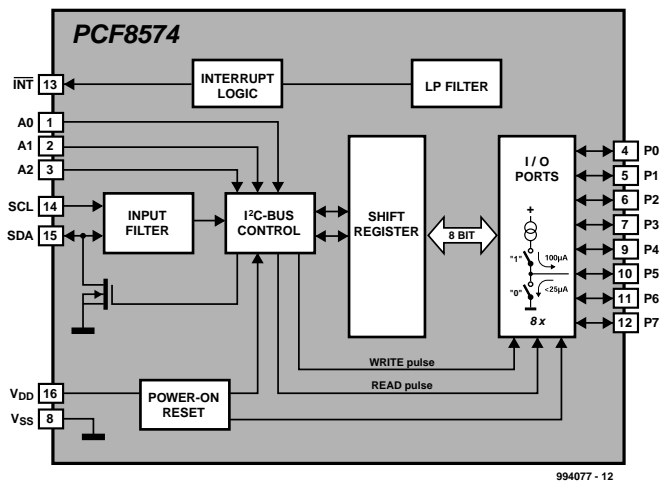 PCF8574
INT 13
INTERRUPT
LOGIC
LP FILTER
A0 1
A1 2
A2 3
SCL 14
SDA 15
INPUT
FILTER
I²C-BUS
CONTROL
SHIFT
REGISTER
8 BIT
I / O
PORTS
+
"1"
100µA
"0"
<25µA
8 x
4 P0
5 P1
6 P2
7 P3
9 P4
10 P5
11 P6
12 P7
WRITE pulse
READ pulse
VDD 16
VSS 8
POWER-ON
RESET
994077 - 12